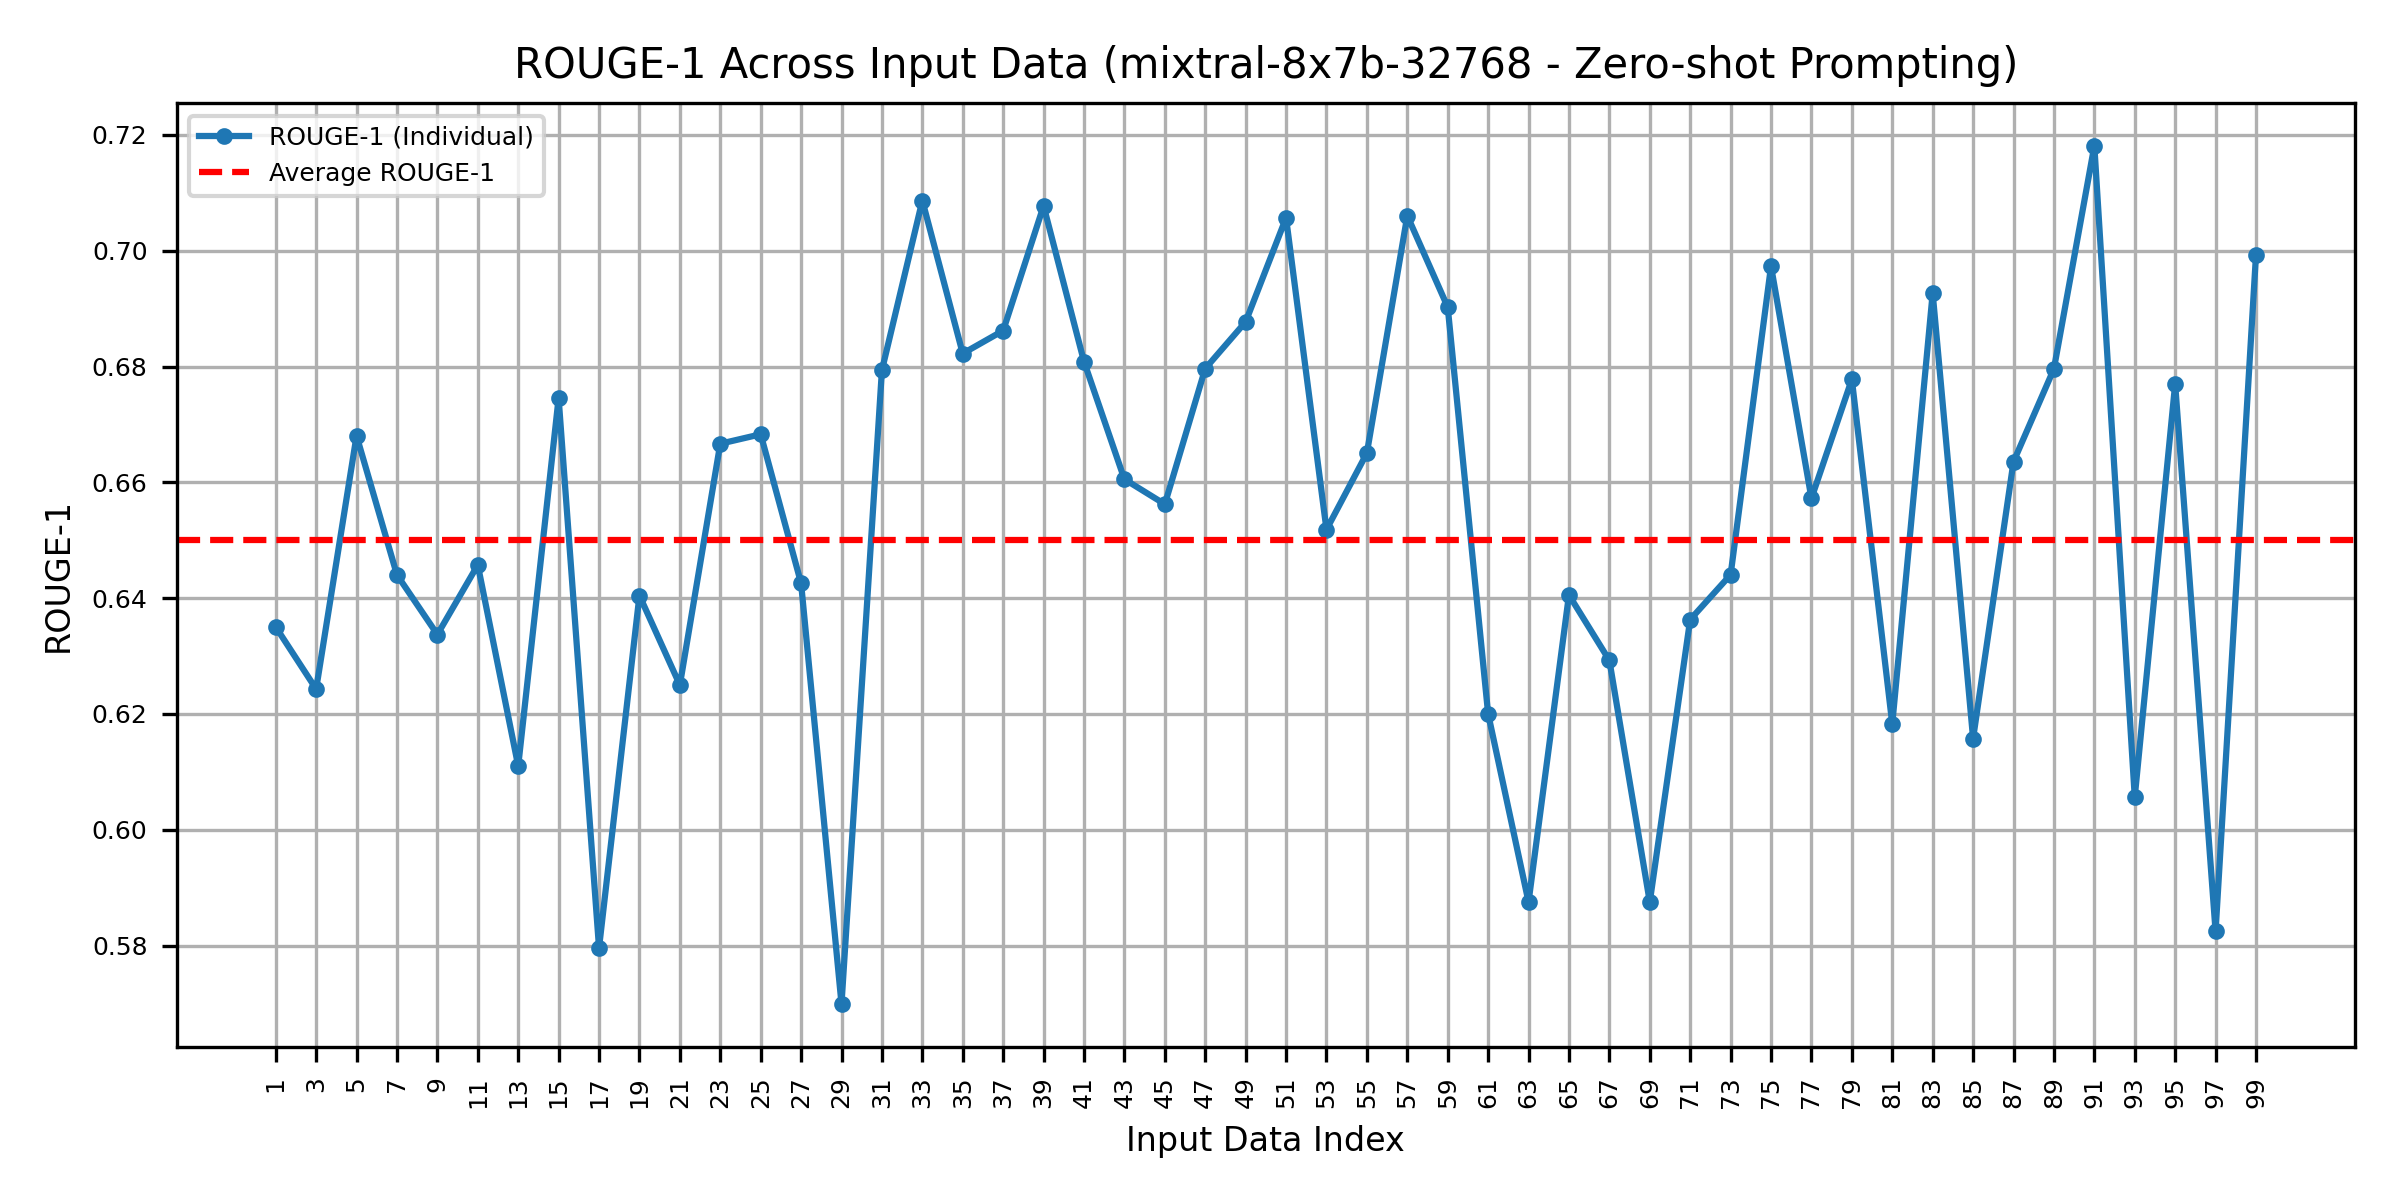 ROUGE-1 Across Input Data (mixtral-8x7b-32768 - Zero-shot Prompting)
ROUGE-1 (Individual)
Average ROUGE-1
0.72
0.70
0.68
0.66
0.64
0.62
0.60
0.58
ROUGE-1
1 3 5 7 9 11 13 15 17 19 21 23 25 27 29 31 33 35 37 39 41 43 45 47 49 51 53 55 57 59 61 63 65 67 69 71 73 75 77 79 81 83 85 87 89 91 93 95 97 99
Input Data Index